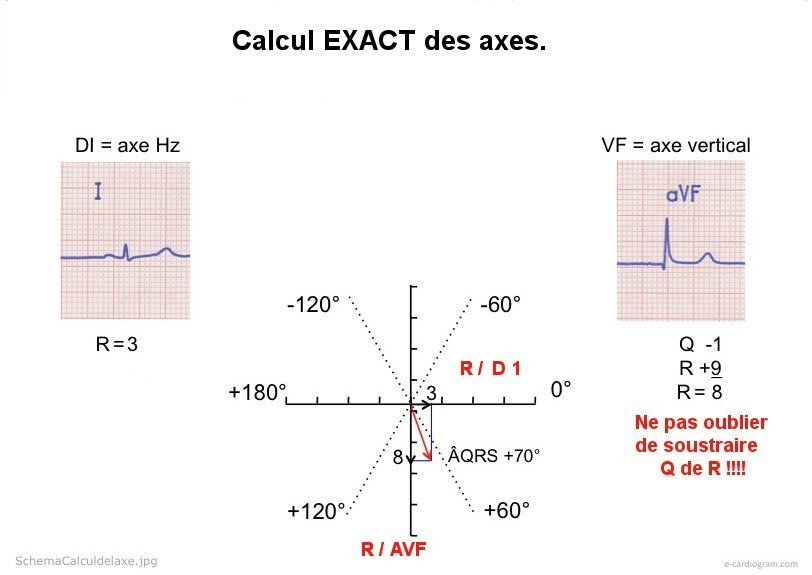 Calcul EXACT des axes.
DI = axe Hz
VF = axe vertical
I
aVF
R = 3
Q -1
R +9
R = 8
Ne pas oublier
de soustraire
Q de R !!!!
-120°
-60°
R / D 1
+180°
3
0°
8
ÂQRS +70°
+120°
+60°
R / AVF
SchemaCalculdelaxe.jpg
e-cardiogram.com